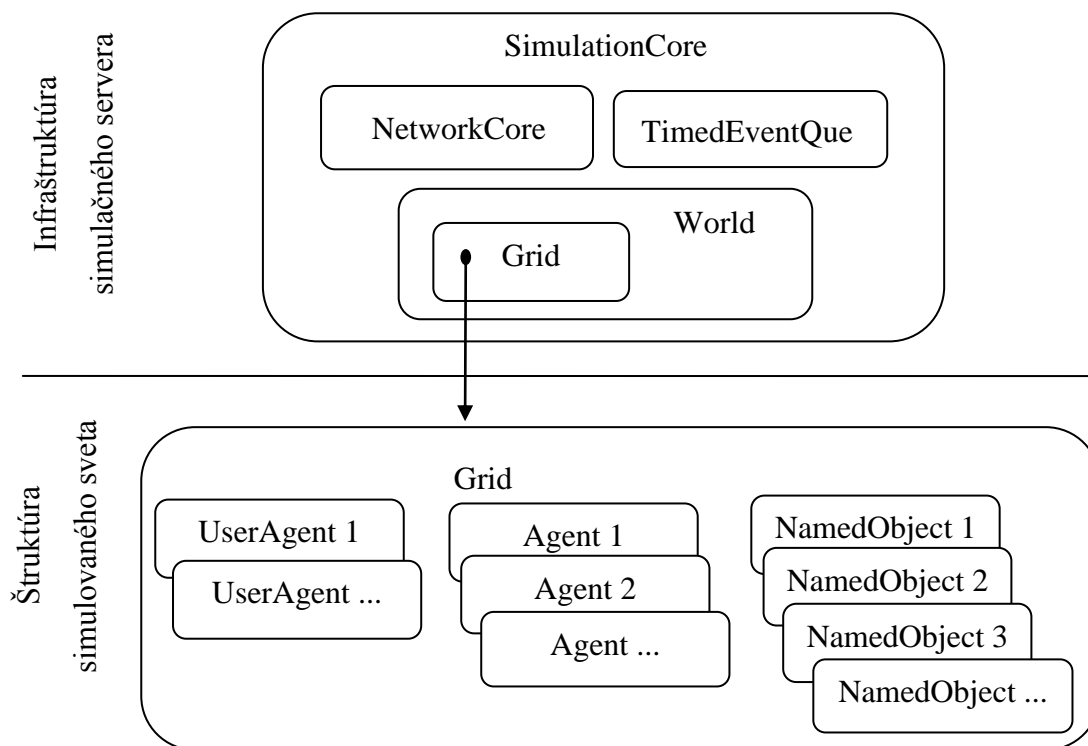 Infraštruktúra
simulačného servera
SimulationCore
NetworkCore
TimedEventQue
World
Grid
Štruktúra
simulovaného sveta
Grid
UserAgent 1
UserAgent ...
Agent 1
Agent 2
Agent ...
NamedObject 1
NamedObject 2
NamedObject 3
NamedObject ...